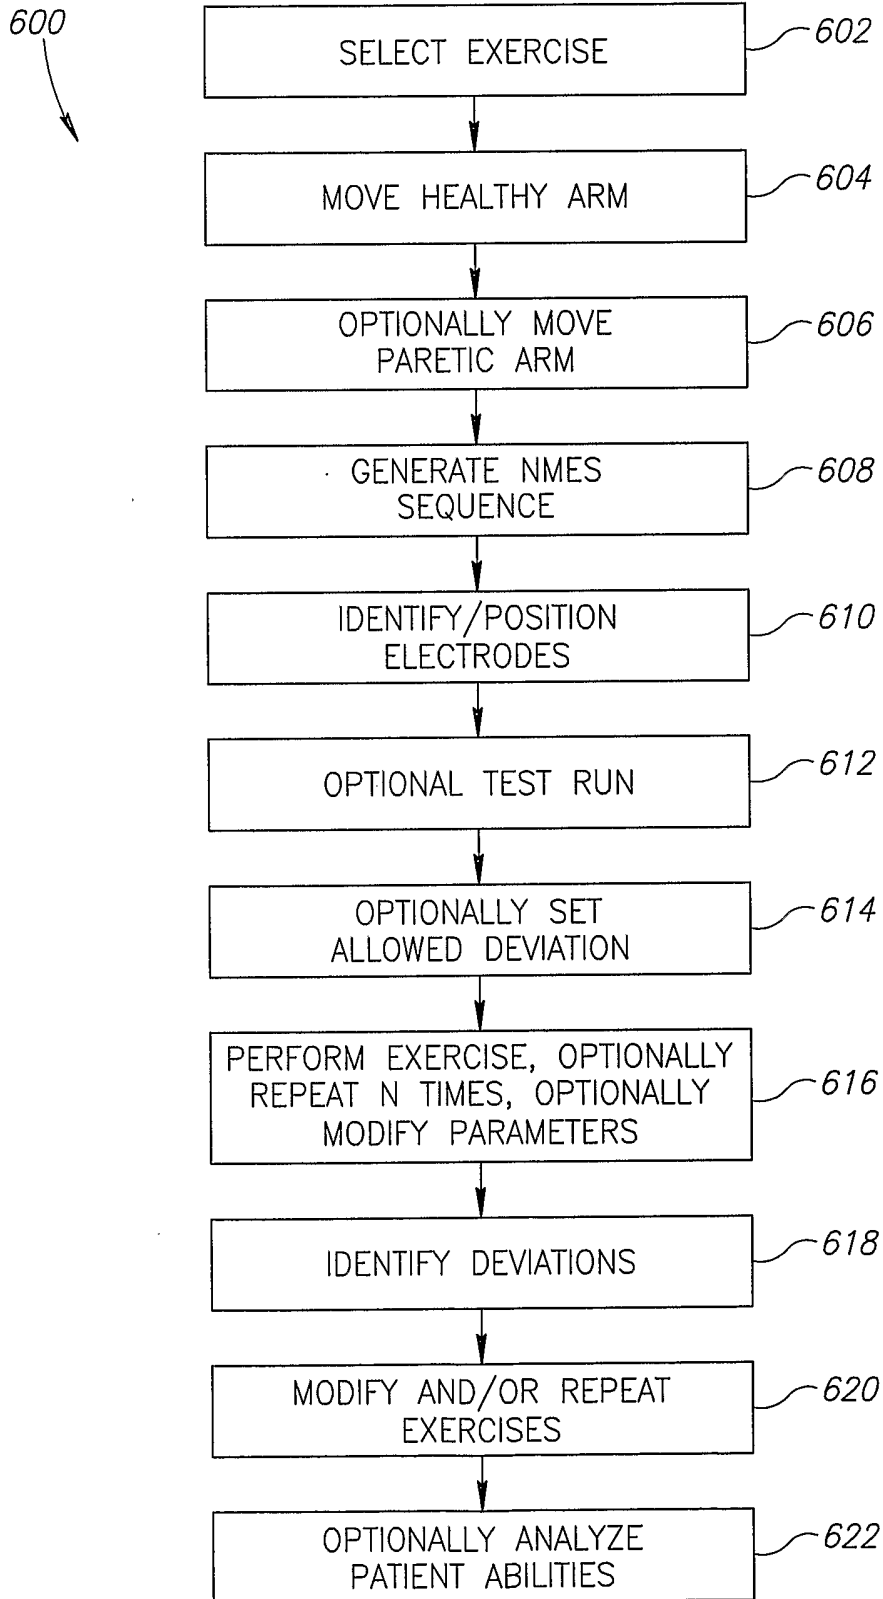 600
SELECT EXERCISE
602
MOVE HEALTHY ARM
604
OPTIONALLY MOVE
PARETIC ARM
606
GENERATE NMES
SEQUENCE
608
IDENTIFY/POSITION
ELECTRODES
610
OPTIONAL TEST RUN
612
OPTIONALLY SET
ALLOWED DEVIATION
614
PERFORM EXERCISE, OPTIONALLY
REPEAT N TIMES, OPTIONALLY
MODIFY PARAMETERS
616
IDENTIFY DEVIATIONS
618
MODIFY AND/OR REPEAT
EXERCISES
620
OPTIONALLY ANALYZE
PATIENT ABILITIES
622